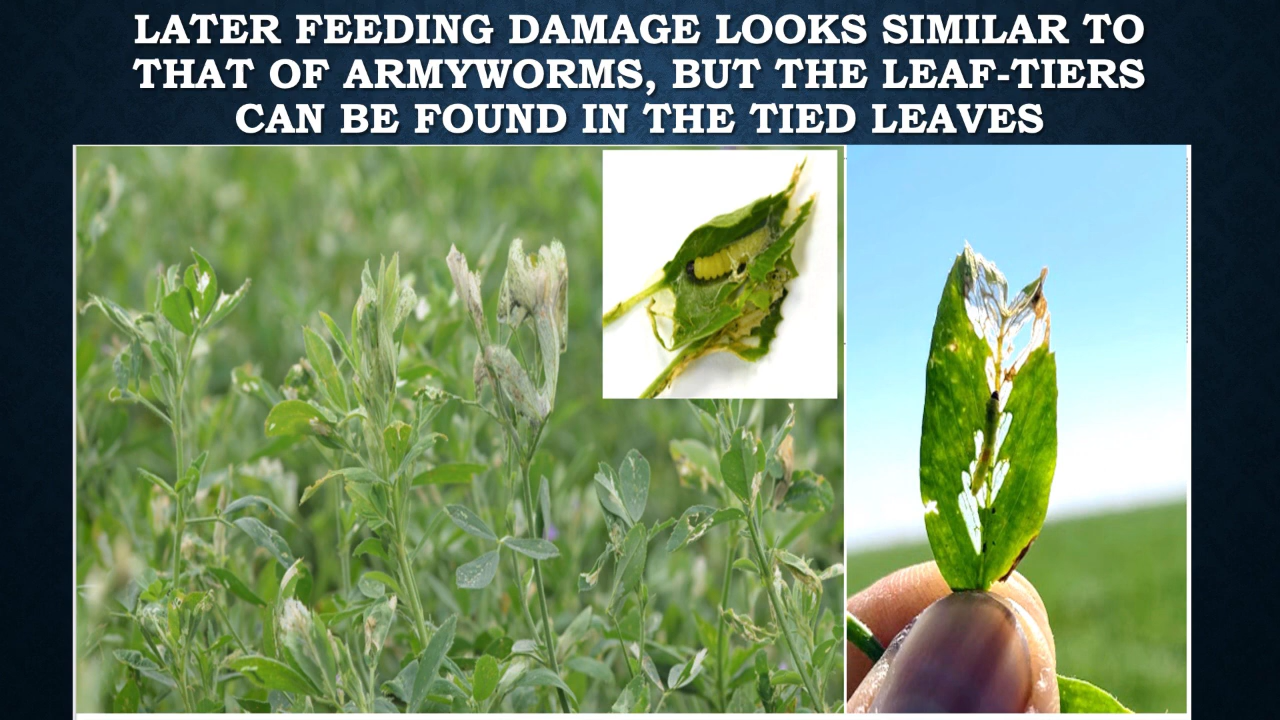 LATER FEEDING DAMAGE LOOKS SIMILAR TO
THAT OF ARMYWORMS, BUT THE LEAF-TIERS
CAN BE FOUND IN THE TIED LEAVES